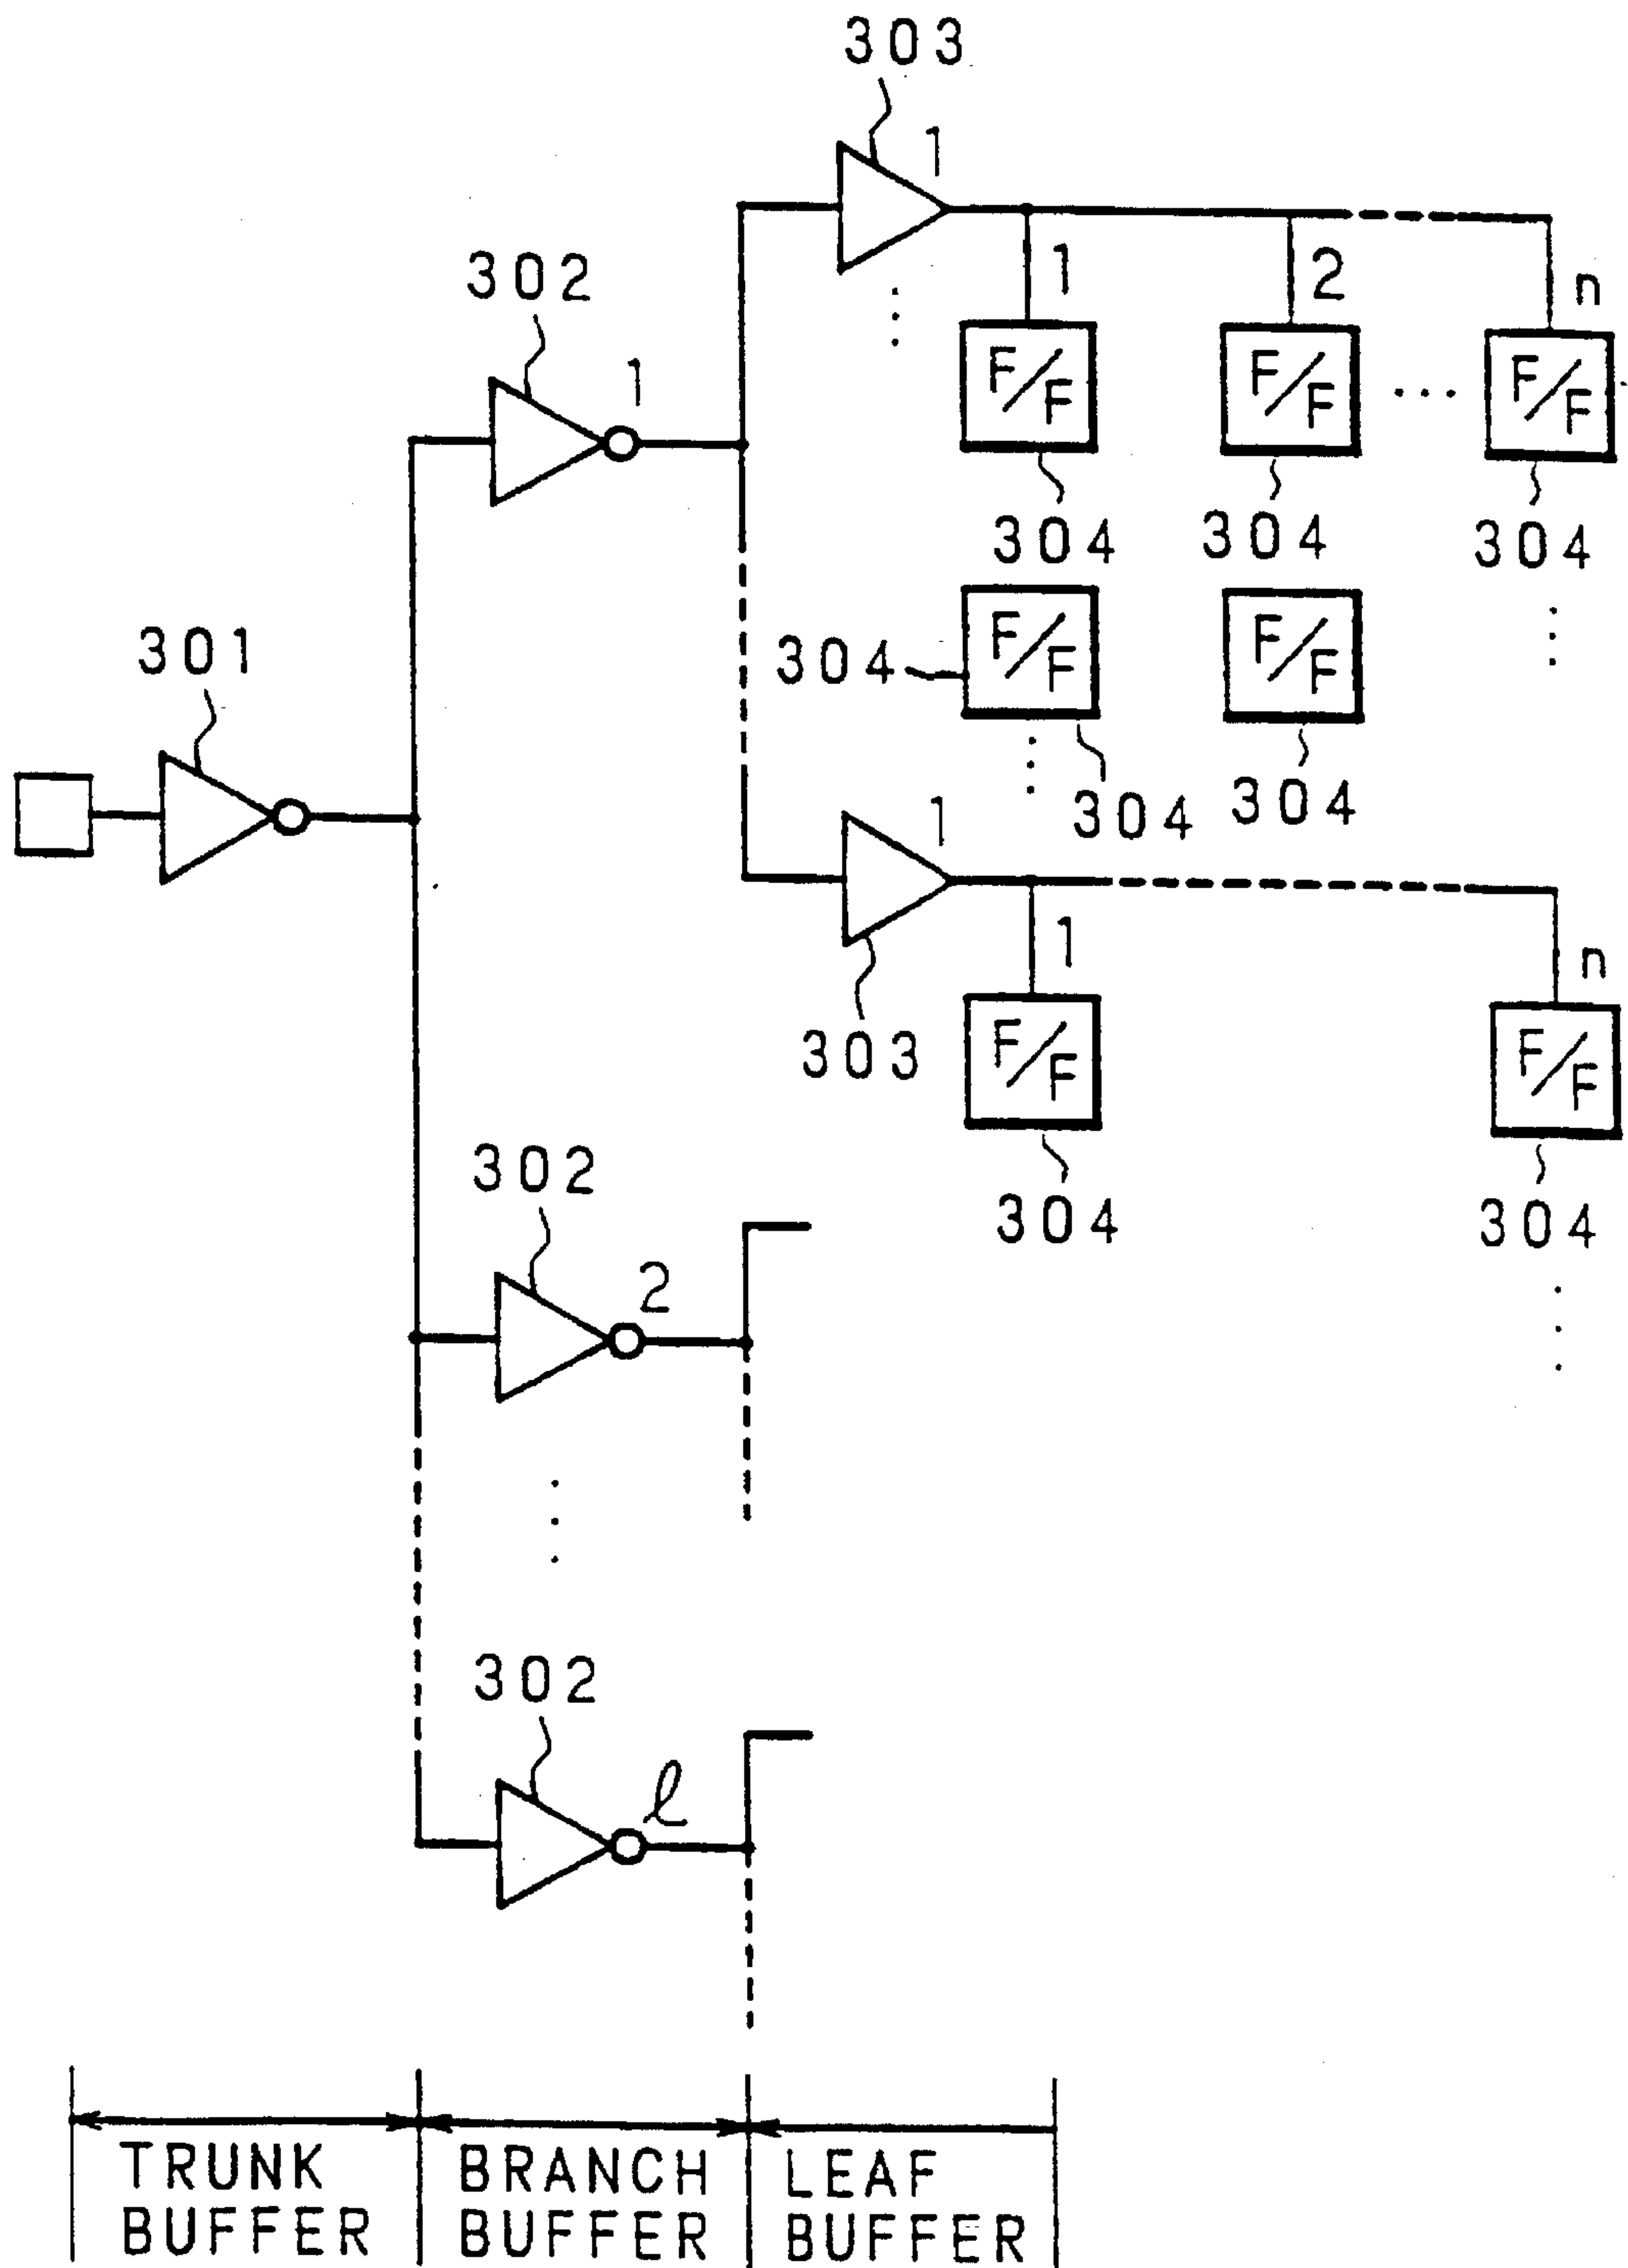 303
1
302
1
2
n
1
F/F
F/F
F/F
304
304
304
301
304
F/F
F/F
304
304
1
1
n
303
F/F
F/F
304
304
302
2
302
ℓ
TRUNK BUFFER
BRANCH BUFFER
LEAF BUFFER